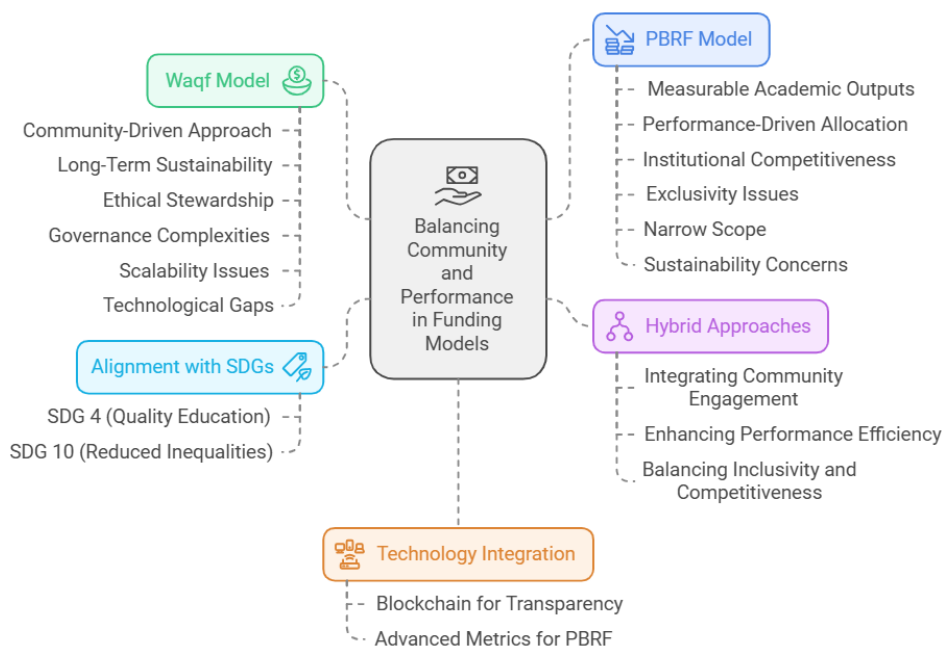 Waqf Model
Community-Driven Approach
Long-Term Sustainability
Ethical Stewardship
Governance Complexities
Scalability Issues
Technological Gaps
Alignment with SDGs
SDG 4 (Quality Education)
SDG 10 (Reduced Inequalities)
Balancing
Community
and
Performance
in Funding
Models
PBRF Model
Measurable Academic Outputs
Performance-Driven Allocation
Institutional Competitiveness
Exclusivity Issues
Narrow Scope
Sustainability Concerns
Hybrid Approaches
Integrating Community
Engagement
Enhancing Performance Efficiency
Balancing Inclusivity and
Competitiveness
Technology Integration
Blockchain for Transparency
Advanced Metrics for PBRF